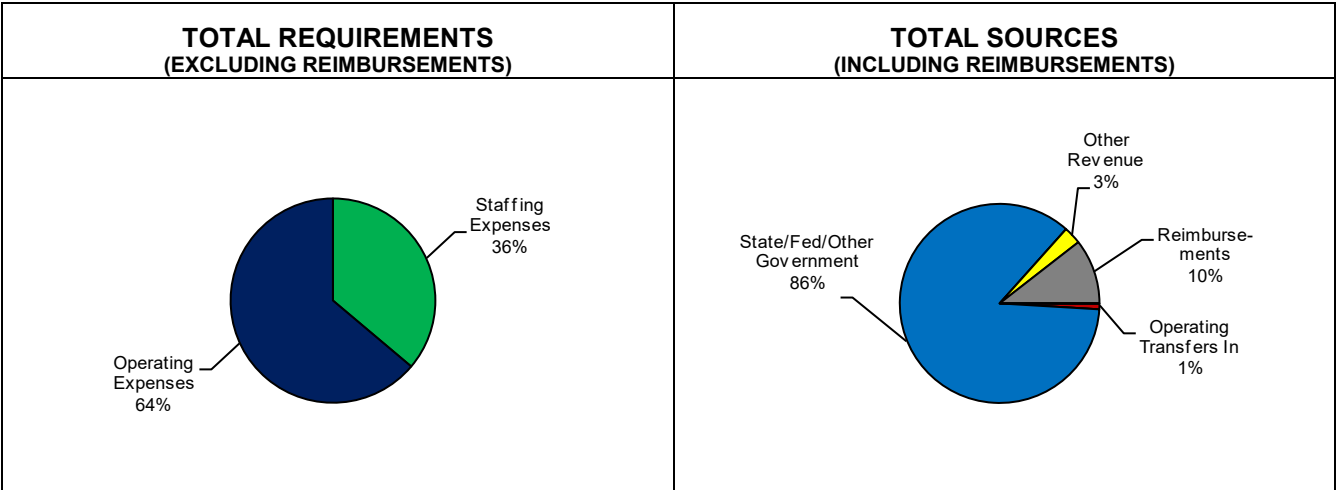 TOTAL REQUIREMENTS
(EXCLUDING REIMBURSEMENTS)
Staffing
Expenses
36%
Operating
Expenses
64%
TOTAL SOURCES
(INCLUDING REIMBURSEMENTS)
Other
Revenue
3%
State/Fed/Other
Government
86%
Reimburse-
ments
10%
Operating
Transfers In
1%